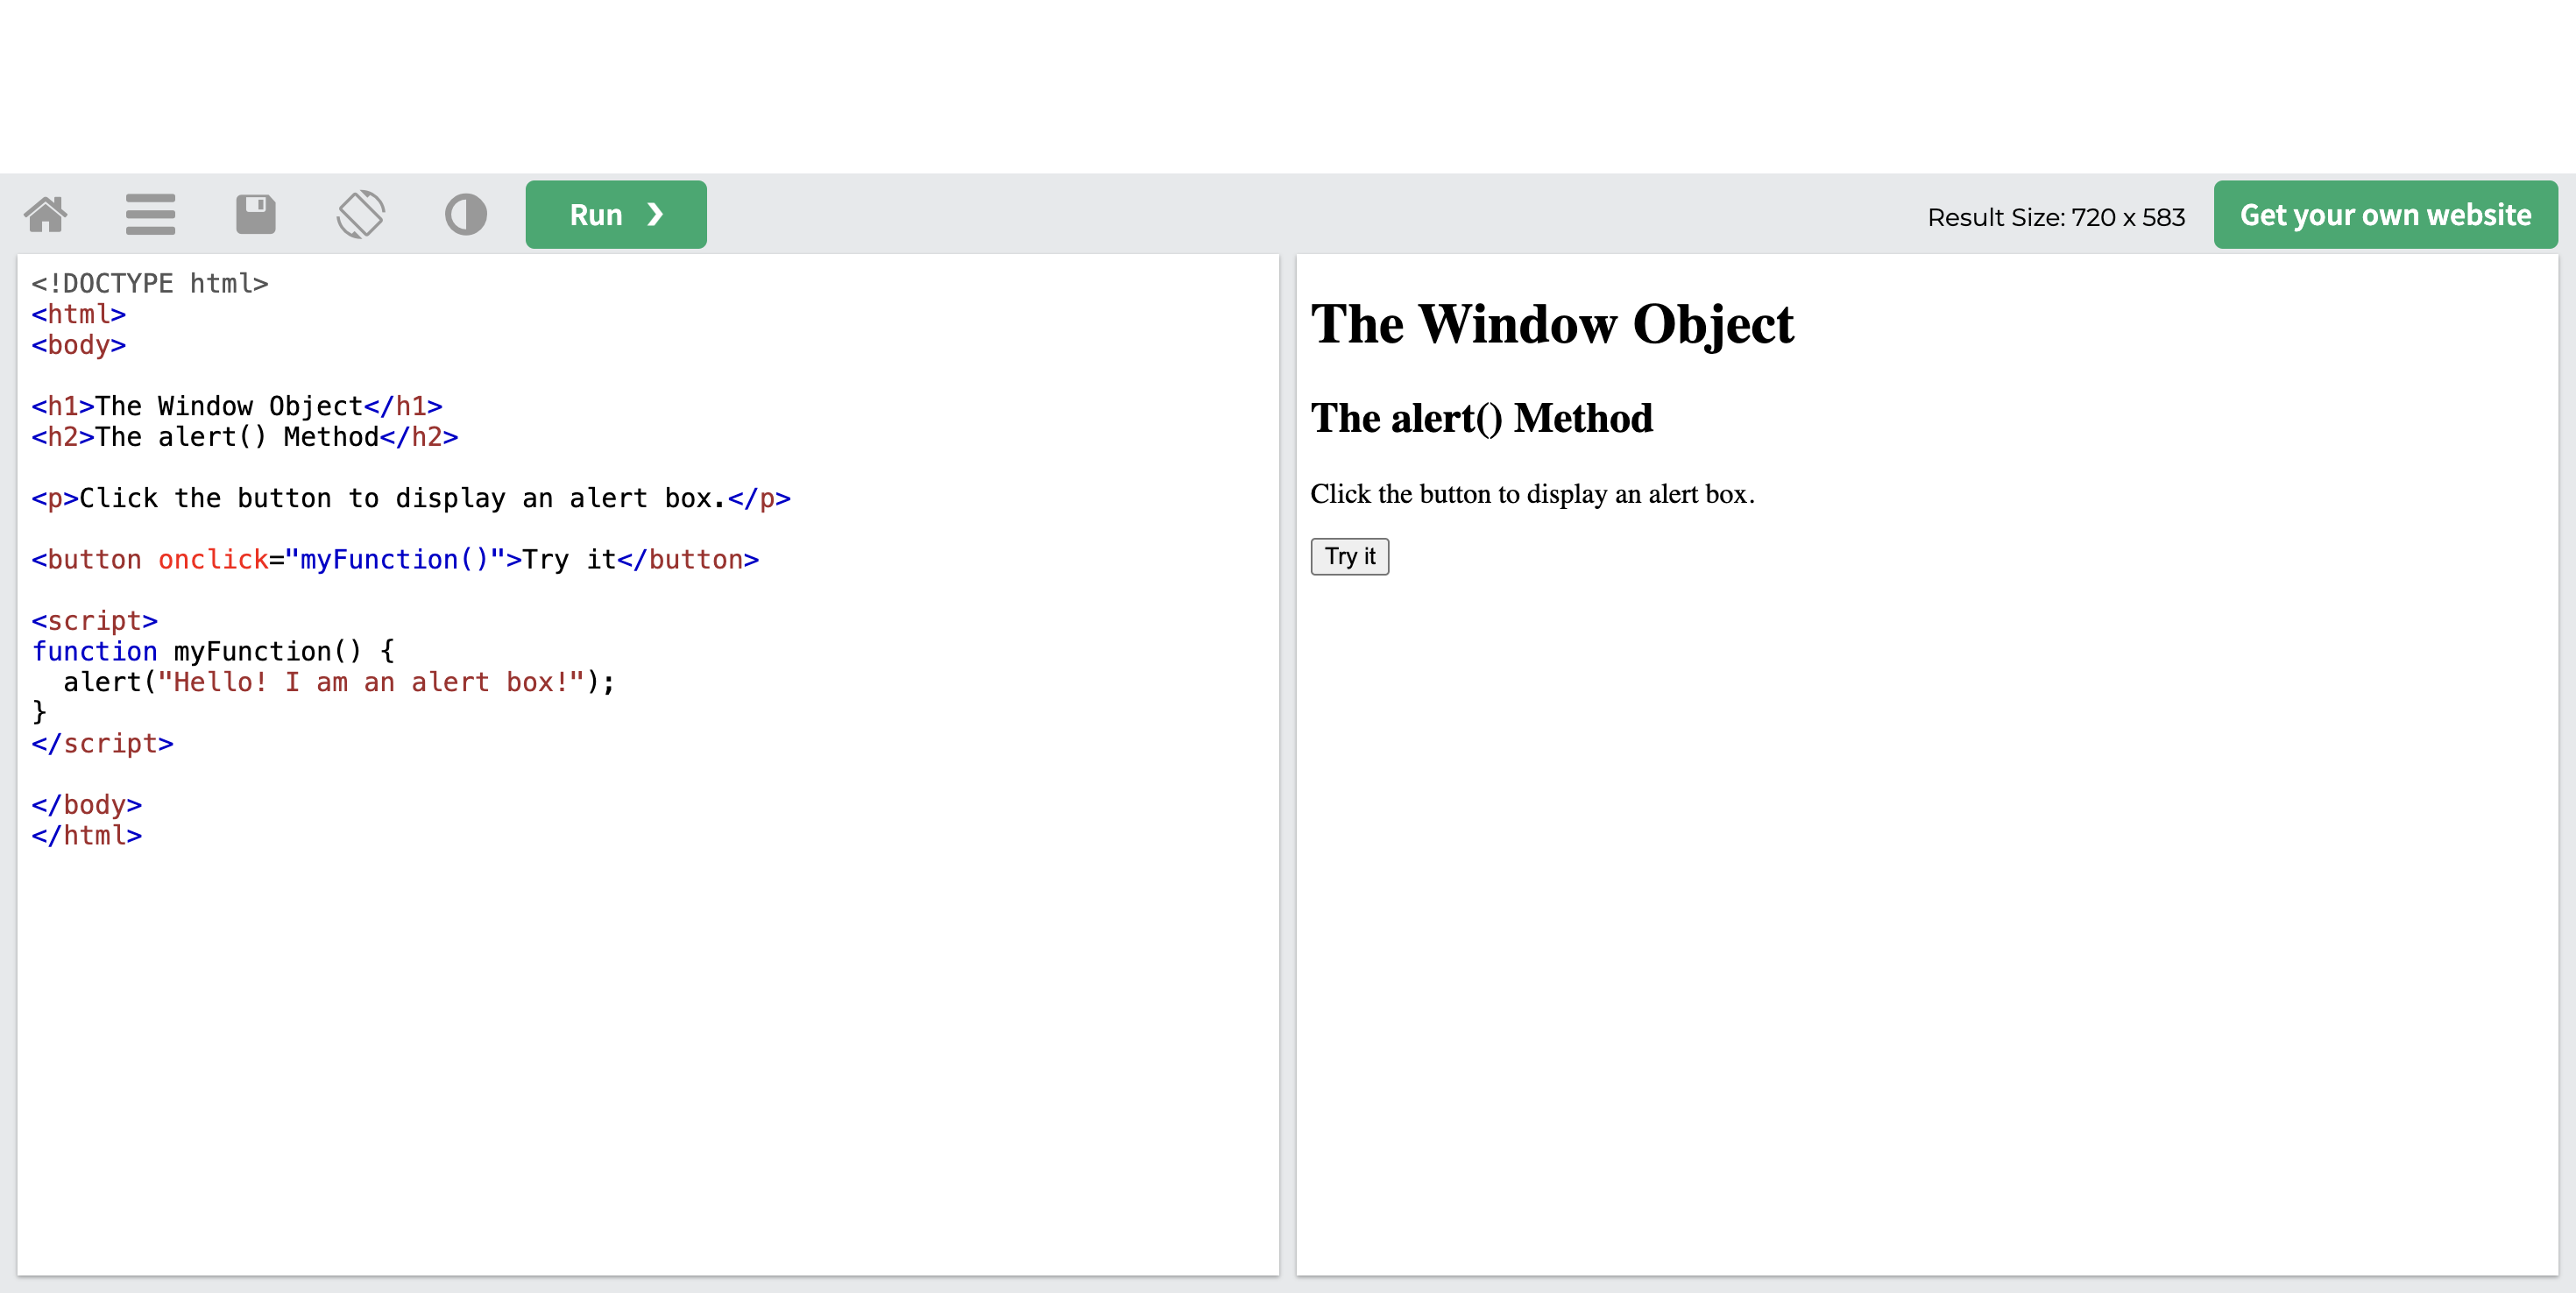 Run ❯
Result Size: 720 x 583
Get your own website
<!DOCTYPE html>
<html>
<body>
<h1>The Window Object</h1>
<h2>The alert() Method</h2>
<p>Click the button to display an alert box.</p>
<button onclick="myFunction()">Try it</button>
<script>
function myFunction() {
  alert("Hello! I am an alert box!");
}
</script>
</body>
</html>
The Window Object
The alert() Method
Click the button to display an alert box.
Try it